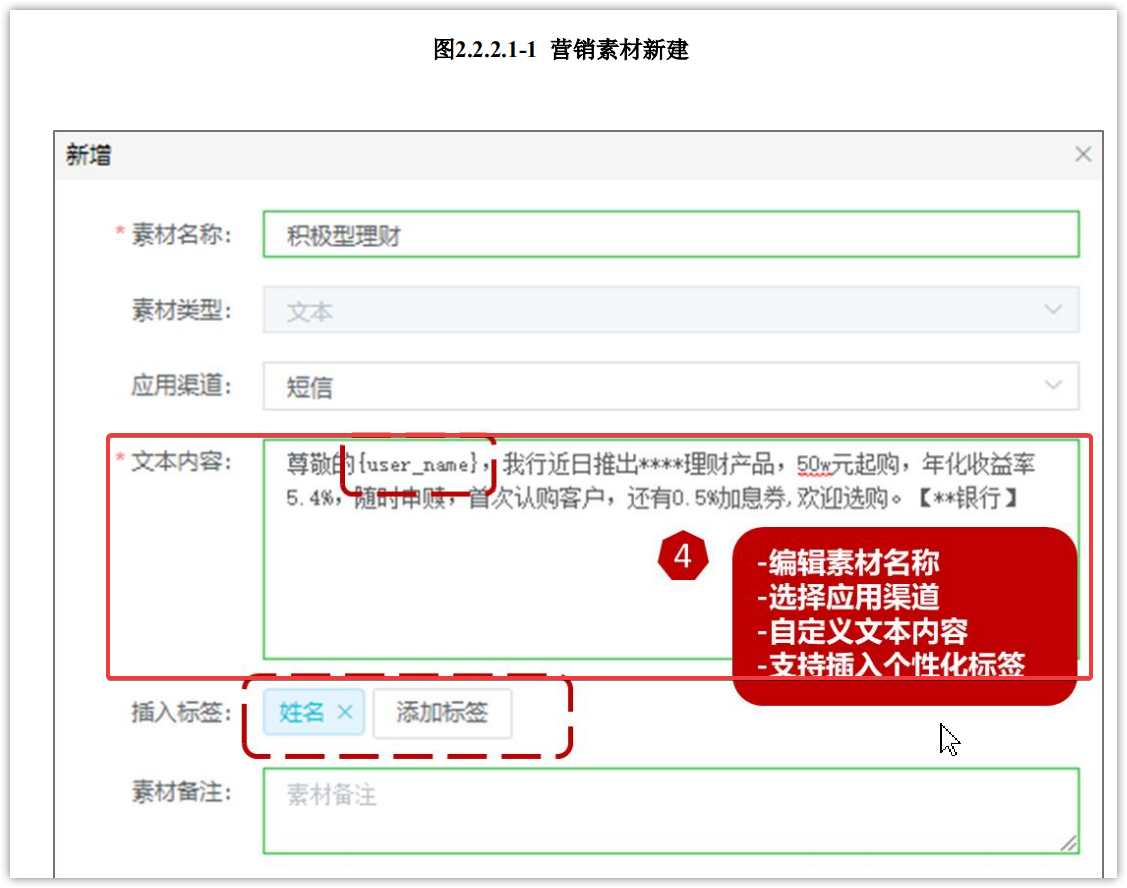 图2.2.2.1-1 营销素材新建
新增
* 素材名称：
积极型理财
素材类型：
文本
应用渠道：
短信
* 文本内容：
尊敬的{user_name}，我行近日推出****理财产品，50w元起购，年化收益率
5.4%，随时申赎，首次认购客户，还有0.5%加息券,欢迎选购。【**银行】
4
-编辑素材名称
-选择应用渠道
-自定义文本内容
-支持插入个性化标签
插入标签：
姓名 ×
添加标签
素材备注：
素材备注